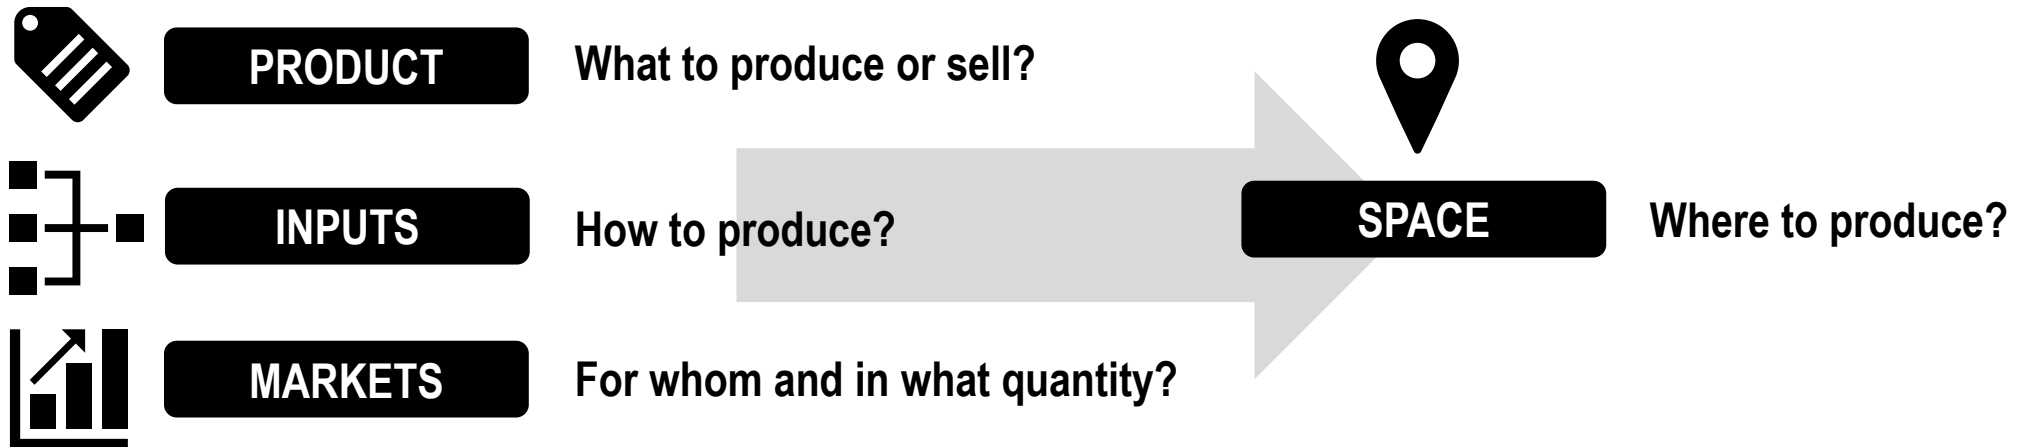 PRODUCT
What to produce or sell?
INPUTS
How to produce?
MARKETS
For whom and in what quantity?
SPACE
Where to produce?